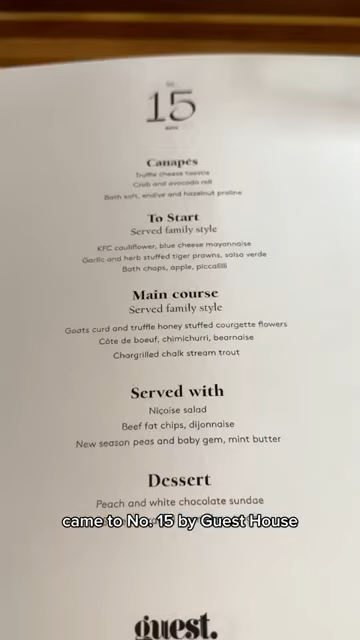 15
Canapés
Truffle cheese toastie
Crab and avocado roll
Bath soft, endive and hazelnut praline
To Start
Served family style
KFC cauliflower, blue cheese mayonnaise
Garlic and herb stuffed tiger prawns, salsa verde
Bath chaps, apple, piccalilli
Main course
Served family style
Goats curd and truffle honey stuffed courgette flowers
Côte de boeuf, chimichurri, bearnaise
Chargrilled chalk stream trout
Served with
Niçoise salad
Beef fat chips, dijonnaise
New season peas and baby gem, mint butter
Dessert
Peach and white chocolate sundae
came to No. 15 by Guest House
guest.